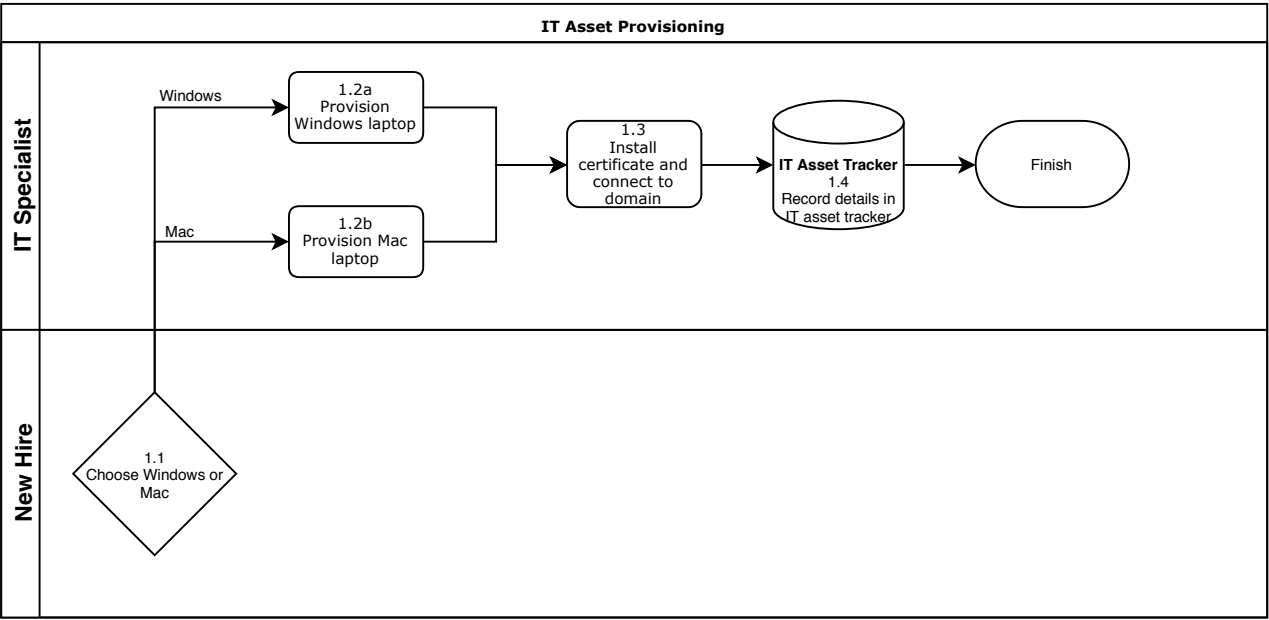 IT Asset Provisioning
IT Specialist
Windows
1.2a
Provision
Windows laptop
Mac
1.2b
Provision Mac
laptop
1.3
Install
certificate and
connect to
domain
IT Asset Tracker
1.4
Record details in
IT asset tracker
Finish
New Hire
1.1
Choose Windows or
Mac